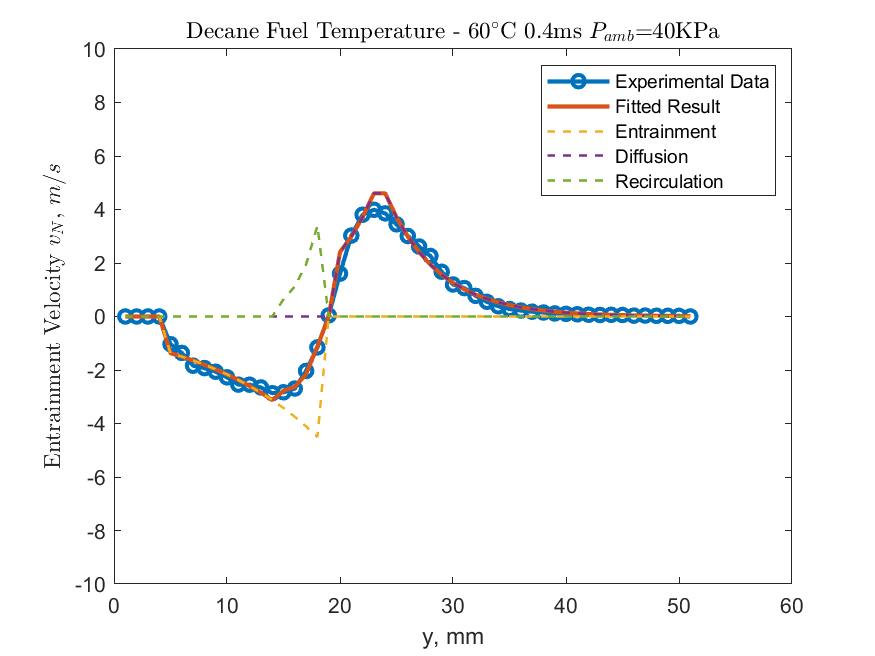 Decane Fuel Temperature - 60°C 0.4ms P_amb=40KPa
10
8
6
4
2
0
-2
-4
-6
-8
-10
Entrainment Velocity v_N, m/s
Experimental Data
Fitted Result
Entrainment
Diffusion
Recirculation
0 10 20 30 40 50 60
y, mm